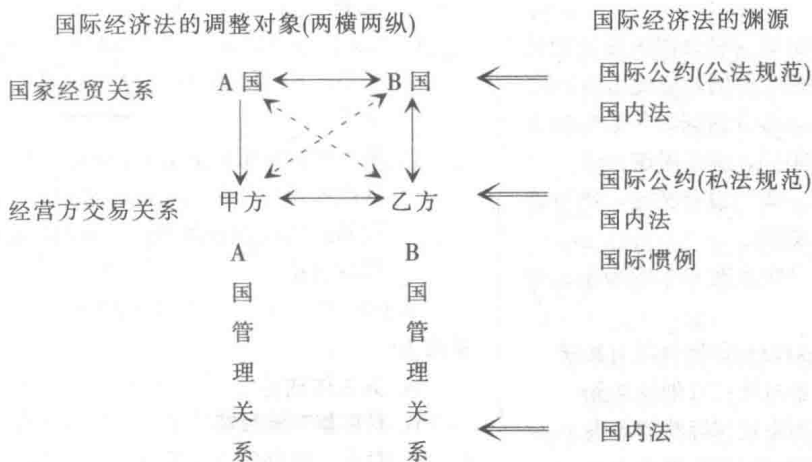 国际经济法的调整对象(两横两纵)
国际经济法的渊源
国家经贸关系
A国
B国
国际公约(公法规范)
国内法
经营方交易关系
甲方
乙方
国际公约(私法规范)
国内法
国际惯例
A国管理关系
B国管理关系
国内法